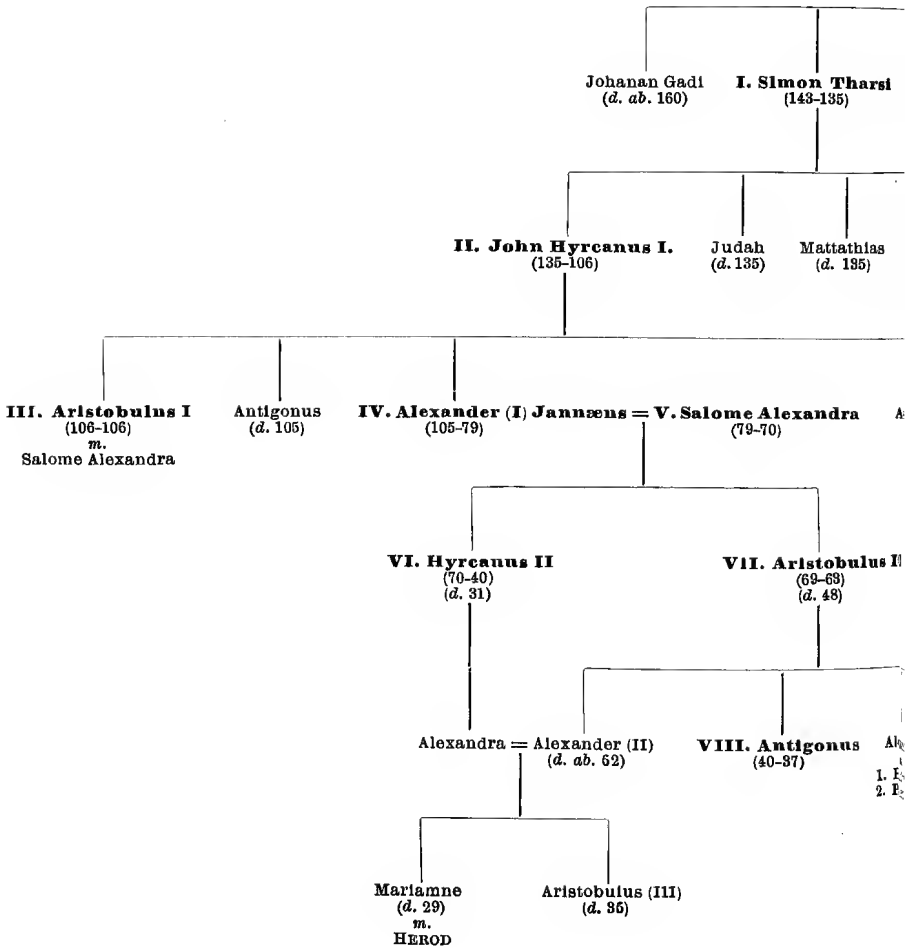 Johanan Gadi
(d. ab. 160)
I. Simon Tharsi
(143-135)
II. John Hyrcanus I.
(135-106)
Judah
(d. 135)
Mattathias
(d. 135)
III. Aristobulus I
(106-106)
m.
Salome Alexandra
Antigonus
(d. 105)
IV. Alexander (I) Jannæus = V. Salome Alexandra
(105-79)
(79-70)
VI. Hyrcanus II
(70-40)
(d. 31)
VII. Aristobulus II
(69-63)
(d. 48)
Alexandra = Alexander (II)
(d. ab. 62)
VIII. Antigonus
(40-37)
1.
2.
Mariamne
(d. 29)
m.
HEROD
Aristobulus (III)
(d. 35)